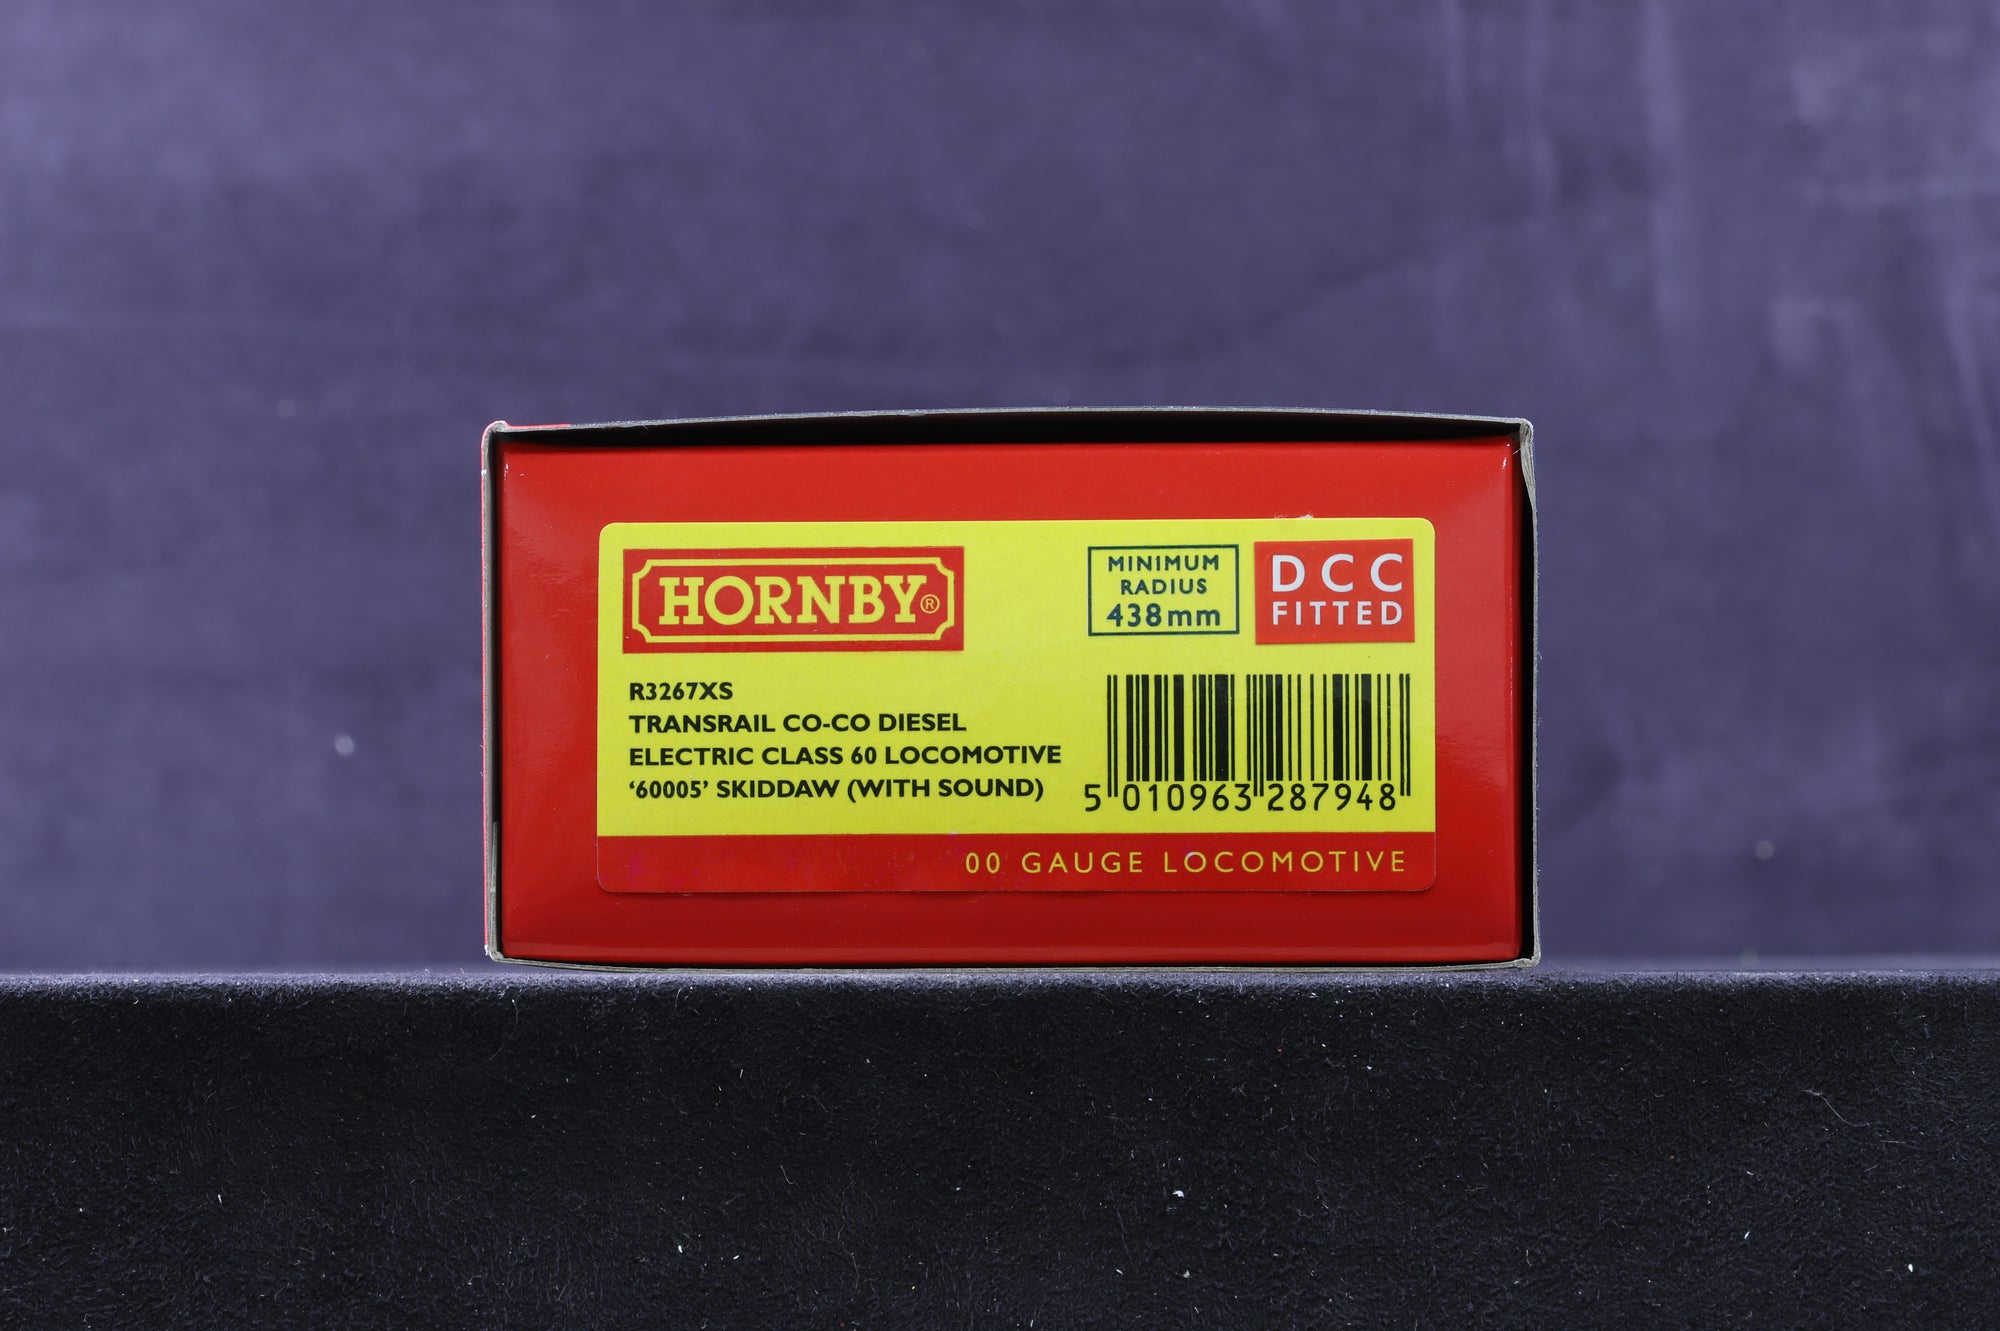 HORNBY®
MINIMUM
RADIUS
438mm
DCC
FITTED
R3267XS
TRANSRAIL CO-CO DIESEL
ELECTRIC CLASS 60 LOCOMOTIVE
‘60005’ SKIDDAW (WITH SOUND)
5 010963 287948
00 GAUGE LOCOMOTIVE